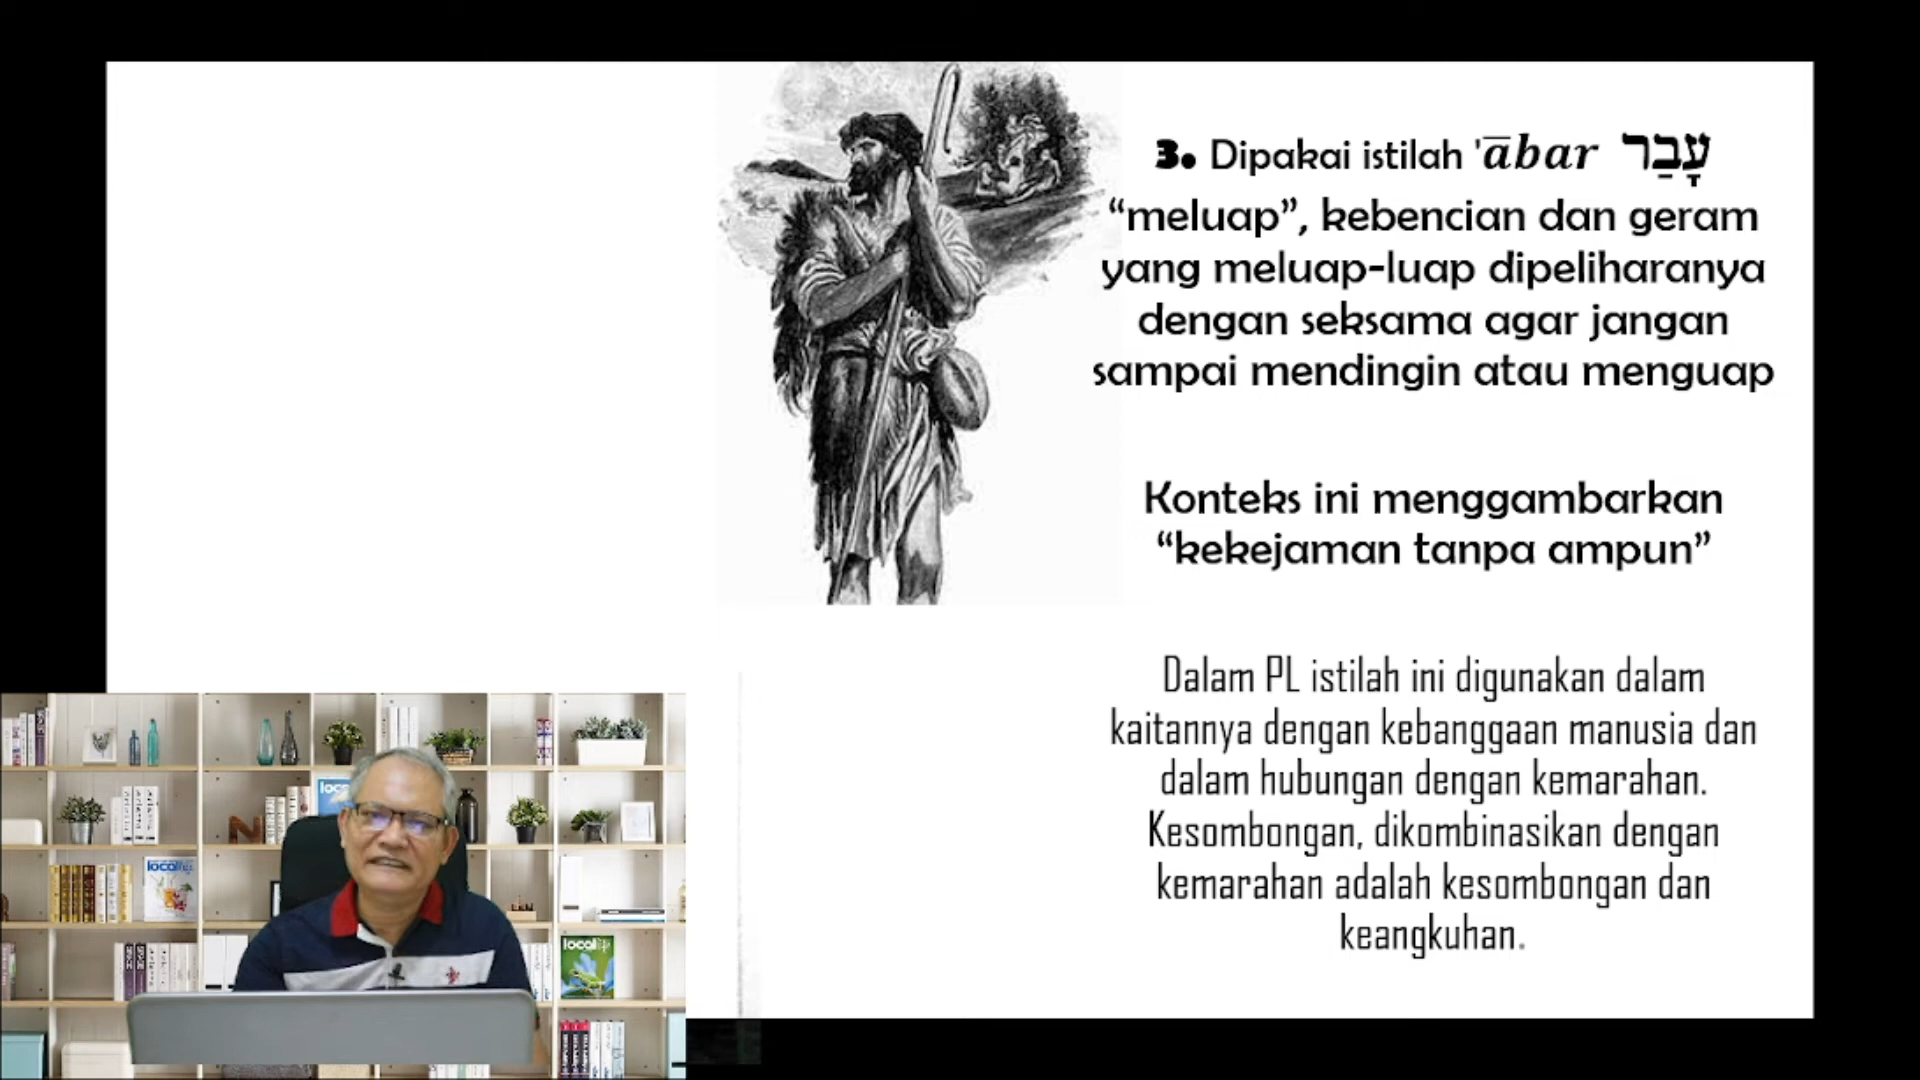 3. Dipakai istilah 'ābar עָבַר
“meluap”, kebencian dan geram
yang meluap-luap dipeliharanya
dengan seksama agar jangan
sampai mendingin atau menguap
Konteks ini menggambarkan
“kekejaman tanpa ampun”
Dalam PL istilah ini digunakan dalam
kaitannya dengan kebanggaan manusia dan
dalam hubungan dengan kemarahan.
Kesombongan, dikombinasikan dengan
kemarahan adalah kesombongan dan
keangkuhan.
local
local